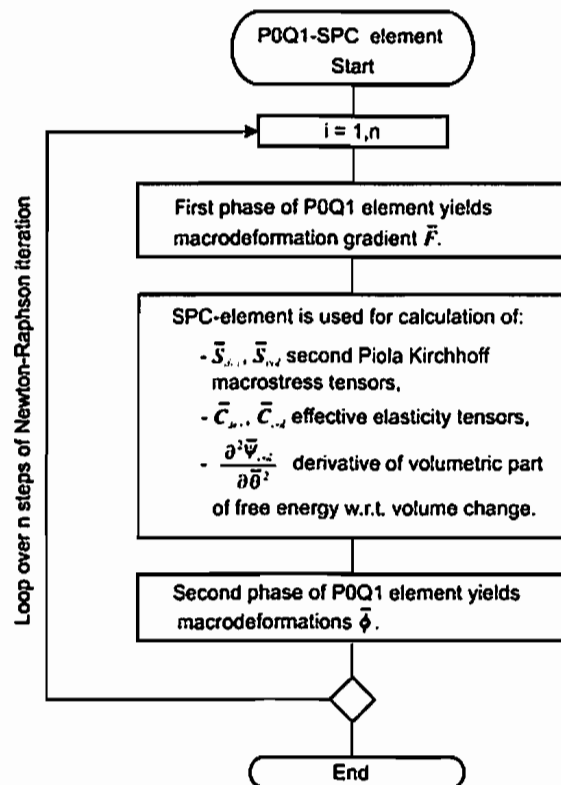 P0Q1-SPC element
Start
i = 1,n
First phase of P0Q1 element yields
macrodeformation gradient F̄.
SPC-element is used for calculation of:
- S̄, S̄ second Piola Kirchhoff
macrostress tensors,
- C̄, C̄ effective elasticity tensors,
- ∂²Ψ̄ / ∂θ̄² derivative of volumetric part
of free energy w.r.t. volume change.
Second phase of P0Q1 element yields
macrodeformations ϕ̄.
End
Loop over n steps of Newton-Raphson iteration